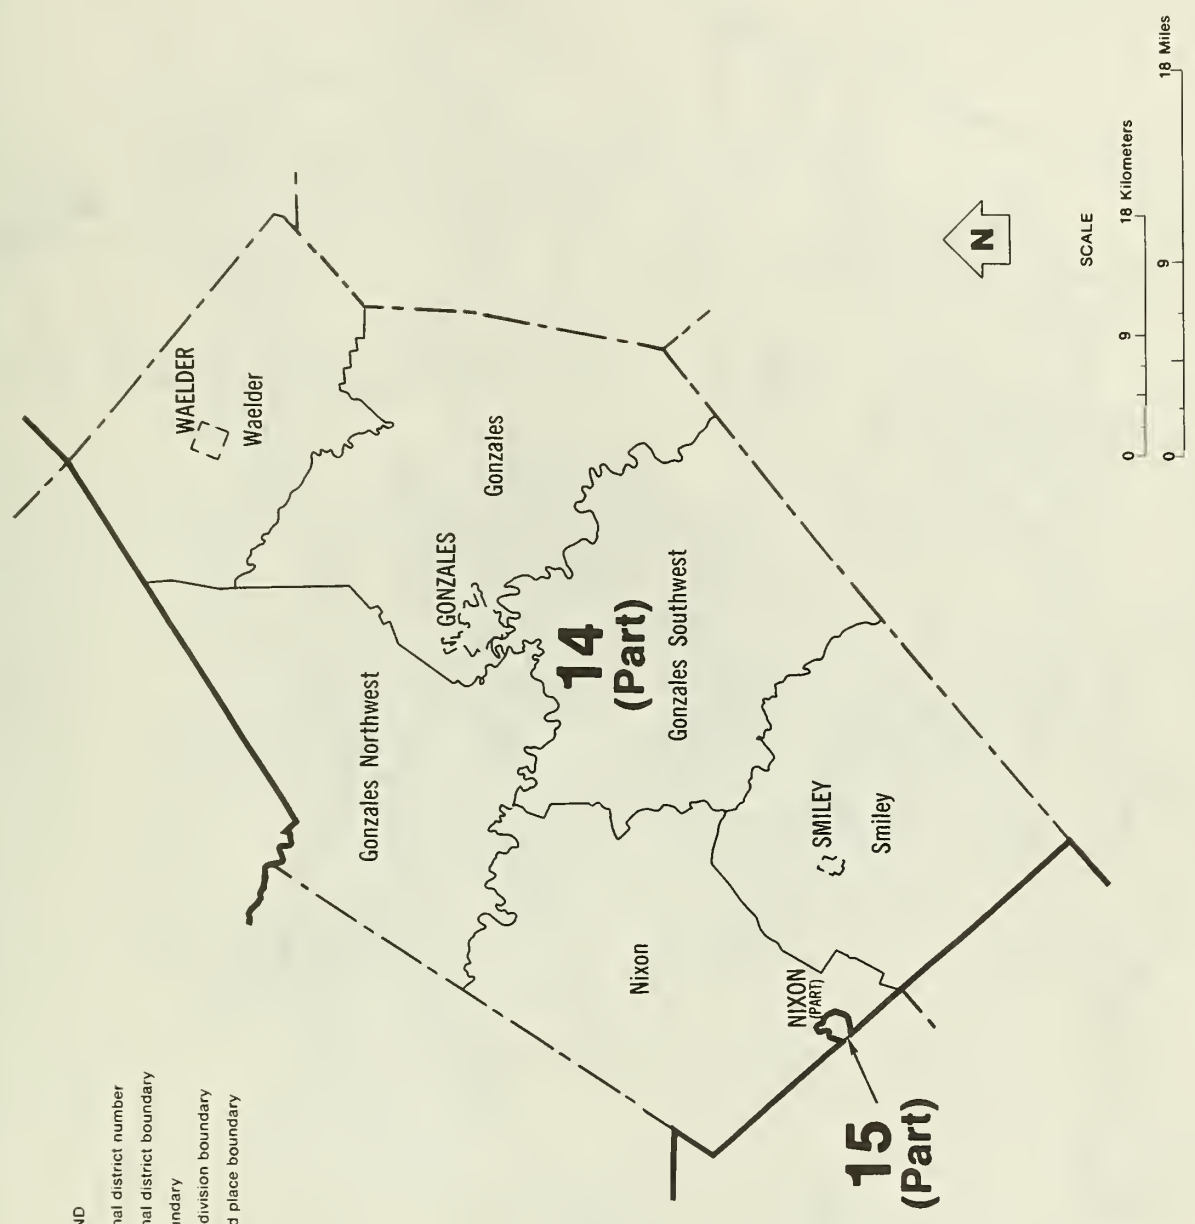 ND
nal district number
nal district boundary
ndary
division boundary
d place boundary
WAELDER
Waelder
Gonzales
GONZALES
Gonzales Northwest
14
(Part)
Gonzales Southwest
Nixon
NIXON
(PART)
SMILEY
Smiley
15
(Part)
N
SCALE
0 9 18 Kilometers
0 9 18 Miles